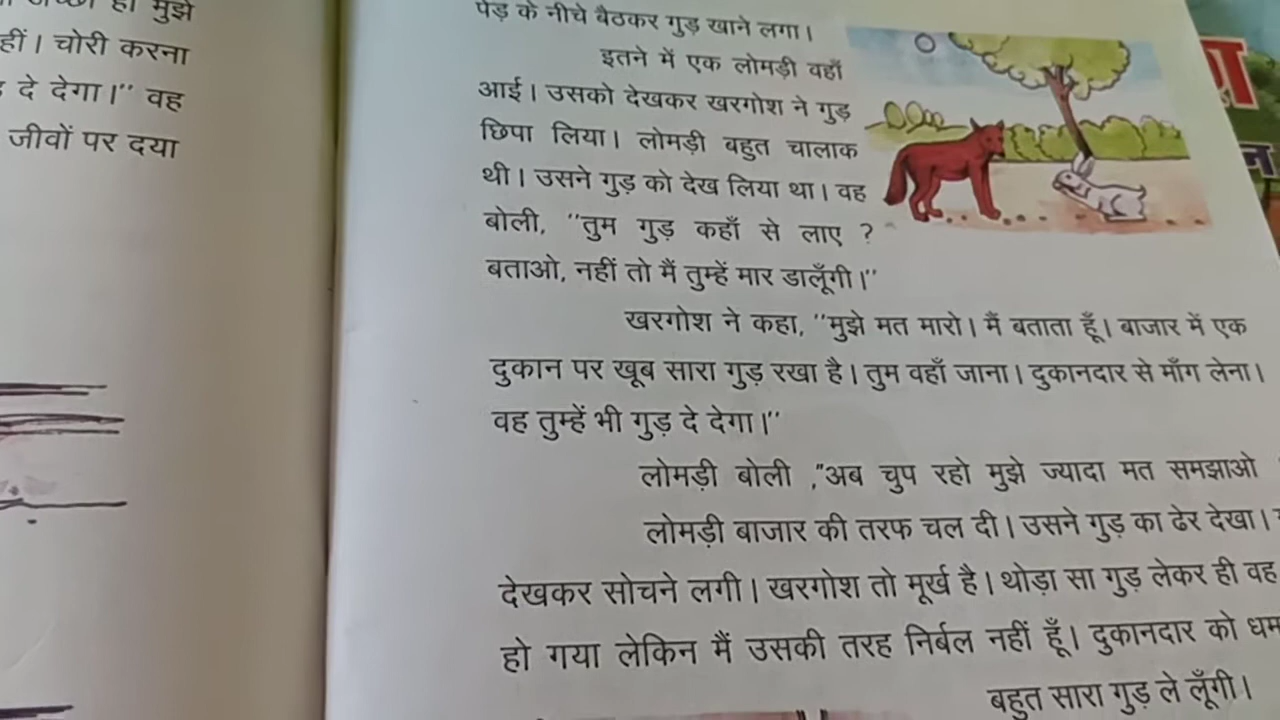 हीं। चोरी करना
दे देगा।" वह
जीवों पर दया
पेड़ के नीचे बैठकर गुड़ खाने लगा।
इतने में एक लोमड़ी वहाँ
आई। उसको देखकर खरगोश ने गुड़
छिपा लिया। लोमड़ी बहुत चालाक
थी। उसने गुड़ को देख लिया था। वह
बोली, "तुम गुड़ कहाँ से लाए ?
बताओ, नहीं तो मैं तुम्हें मार डालूँगी।"
खरगोश ने कहा, "मुझे मत मारो। मैं बताता हूँ। बाजार में एक
दुकान पर खूब सारा गुड़ रखा है। तुम वहाँ जाना। दुकानदार से माँग लेना।
वह तुम्हें भी गुड़ दे देगा।"
लोमड़ी बोली ,"अब चुप रहो मुझे ज्यादा मत समझाओ
लोमड़ी बाजार की तरफ चल दी। उसने गुड़ का ढेर देखा।
देखकर सोचने लगी। खरगोश तो मूर्ख है। थोड़ा सा गुड़ लेकर ही वह
हो गया लेकिन मैं उसकी तरह निर्बल नहीं हूँ। दुकानदार को धम
बहुत सारा गुड़ ले लूँगी।